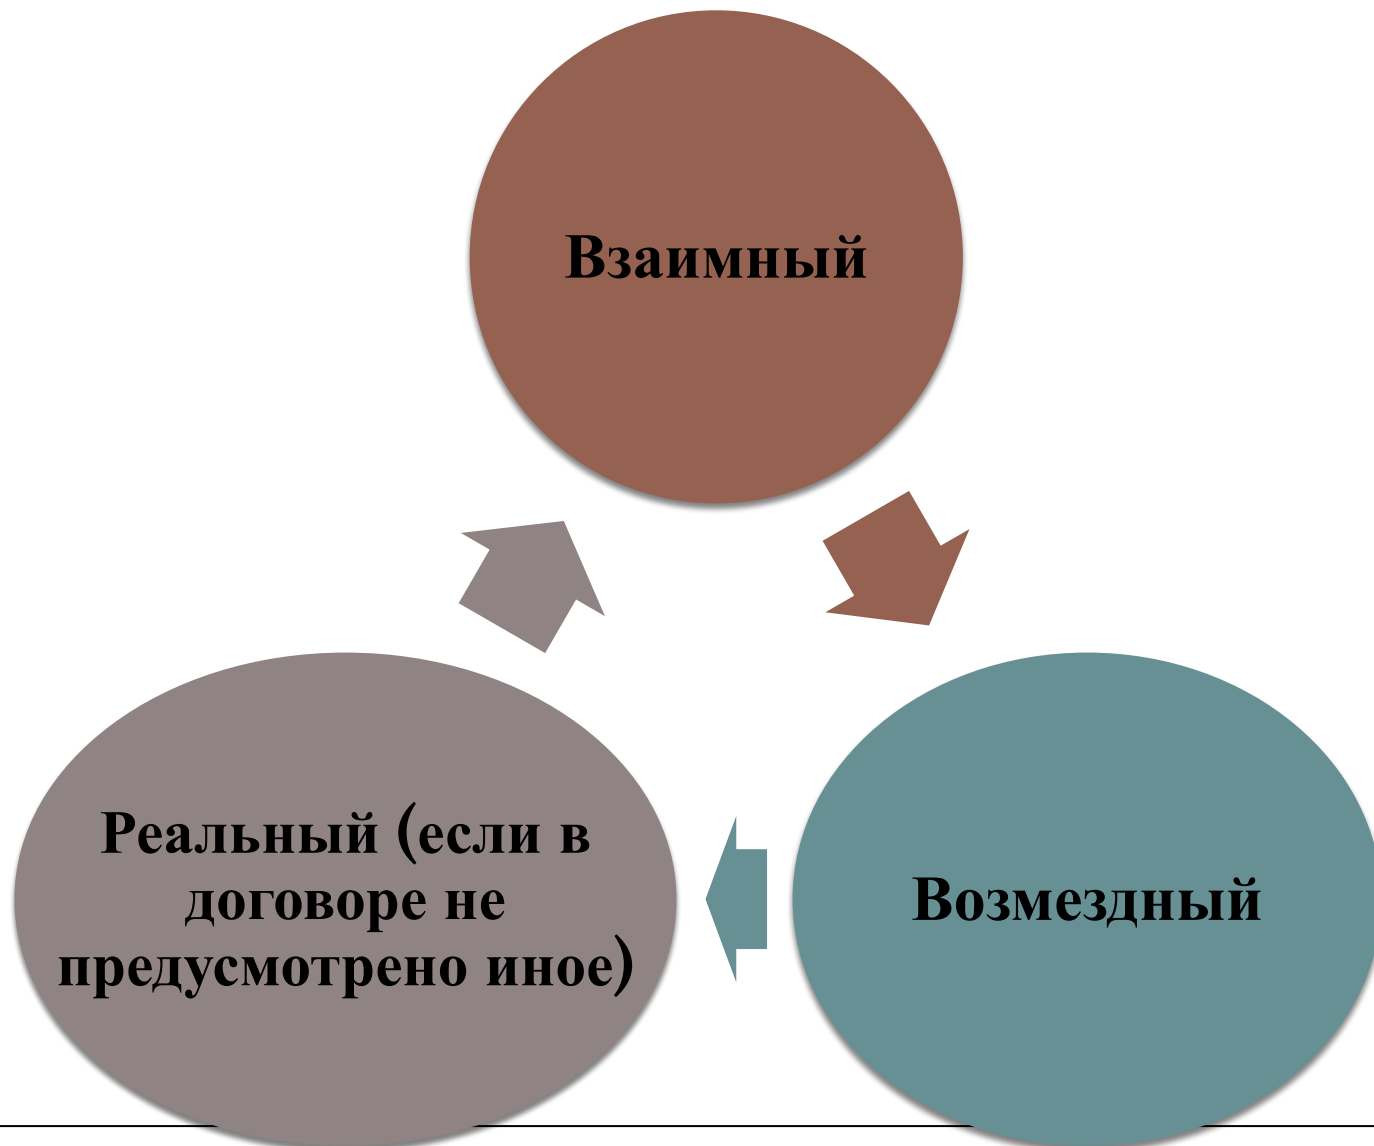 Взаимный
Реальный (если в
договоре не
предусмотрено иное)
Возмездный